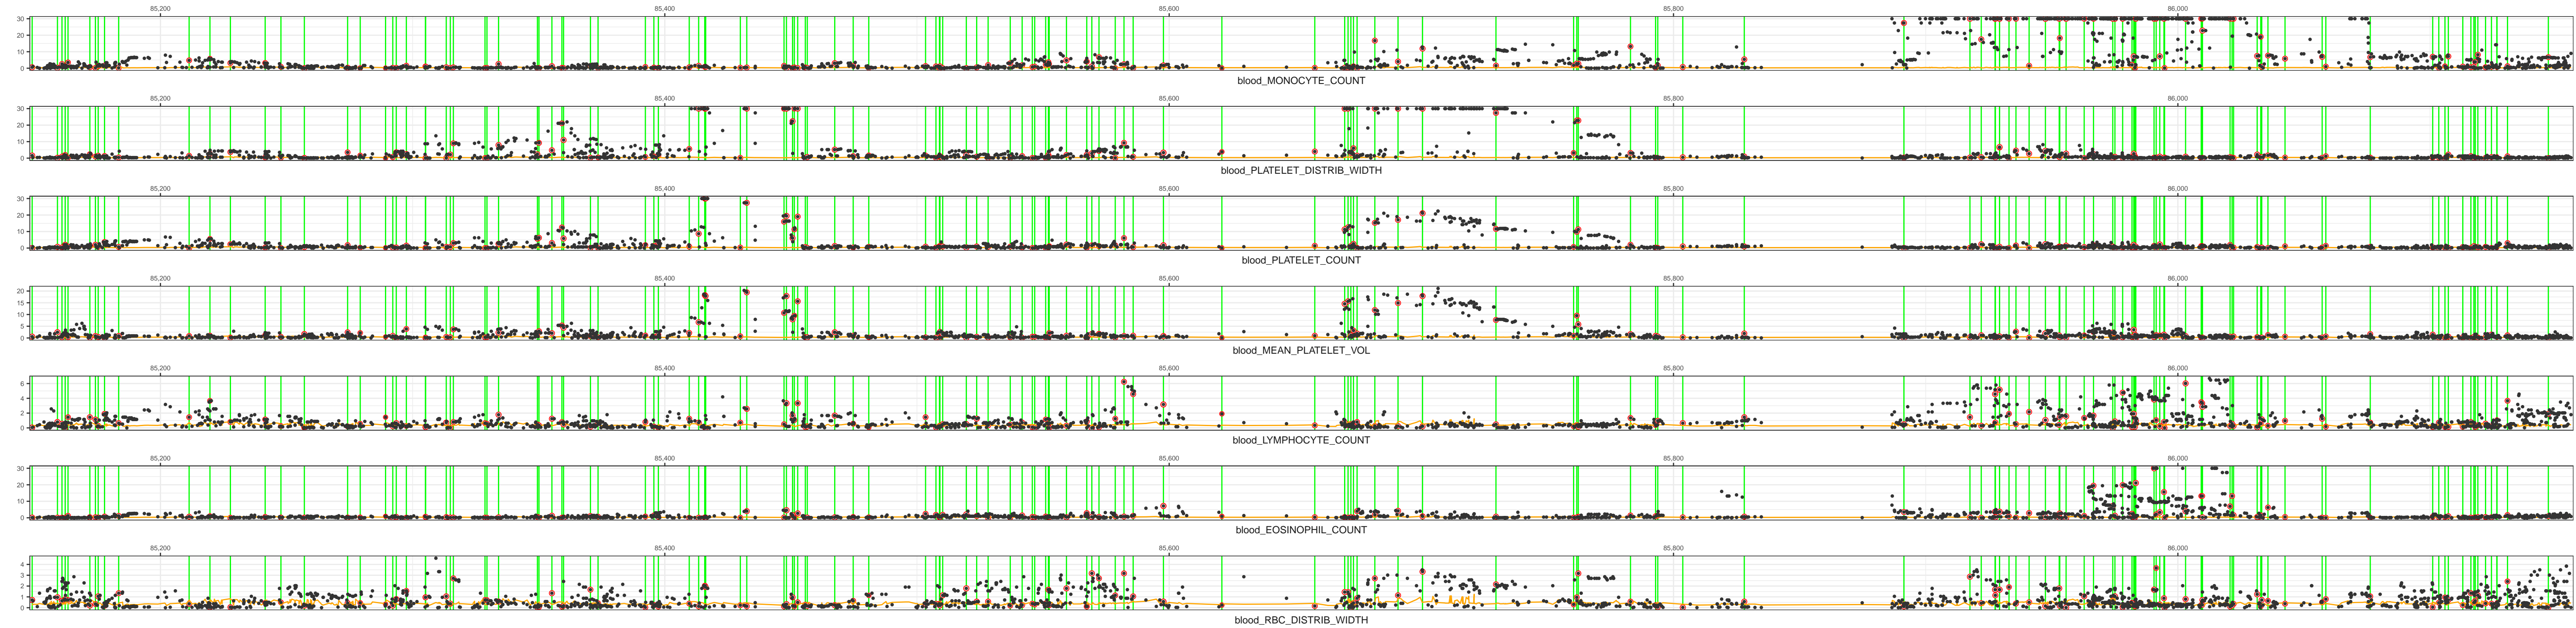 85,200 85,400 85,600 85,800 86,000
30
20
10
0
blood_MONOCYTE_COUNT
85,200 85,400 85,600 85,800 86,000
30
20
10
0
blood_PLATELET_DISTRIB_WIDTH
85,200 85,400 85,600 85,800 86,000
30
20
10
0
blood_PLATELET_COUNT
85,200 85,400 85,600 85,800 86,000
20
15
10
5
0
blood_MEAN_PLATELET_VOL
85,200 85,400 85,600 85,800 86,000
6
4
2
0
blood_LYMPHOCYTE_COUNT
85,200 85,400 85,600 85,800 86,000
30
20
10
0
blood_EOSINOPHIL_COUNT
85,200 85,400 85,600 85,800 86,000
4
3
2
1
0
blood_RBC_DISTRIB_WIDTH